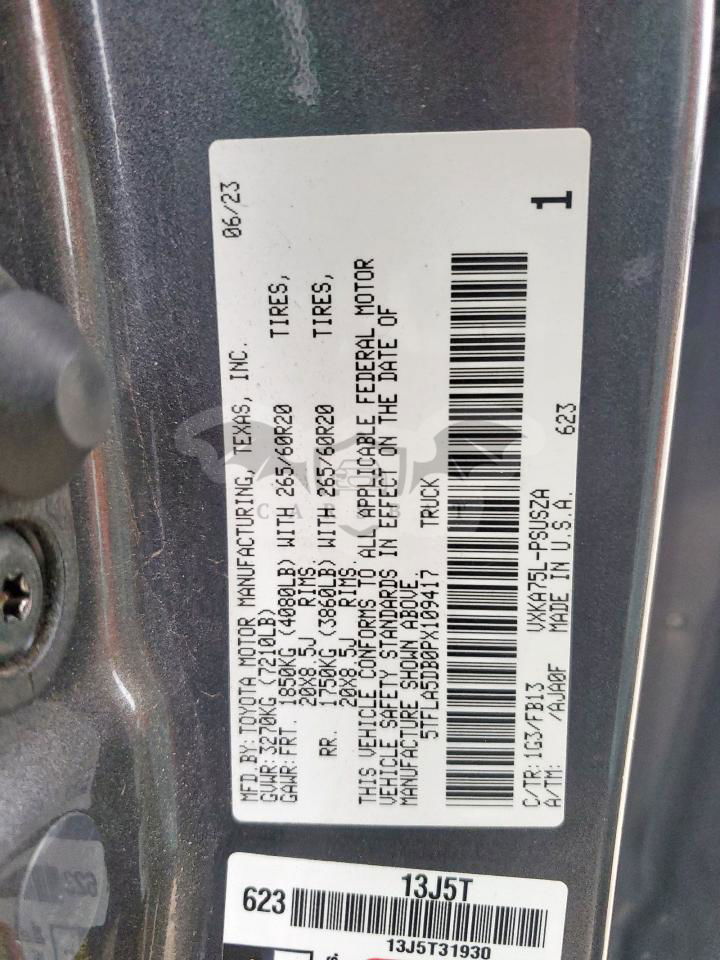 MFD BY:TOYOTA MOTOR MANUFACTURING, TEXAS, INC. 06/23
GVWR:3270KG (7210LB)
GAWR:FRT. 1850KG (4080LB) WITH 265/60R20 TIRES,
20X8.5J RIMS.
RR. 1750KG (3860LB) WITH 265/60R20 TIRES,
20X8.5J RIMS.
THIS VEHICLE CONFORMS TO ALL APPLICABLE FEDERAL MOTOR
VEHICLE SAFETY STANDARDS IN EFFECT ON THE DATE OF
MANUFACTURE SHOWN ABOVE.
5TFLA5DB0PX109417 TRUCK
C/TR:1G3/FB13 VXKA75L-PSUSZA
A/TM: /AJA0F MADE IN U.S.A. 623
1
13J5T
623
13J5T31930
623